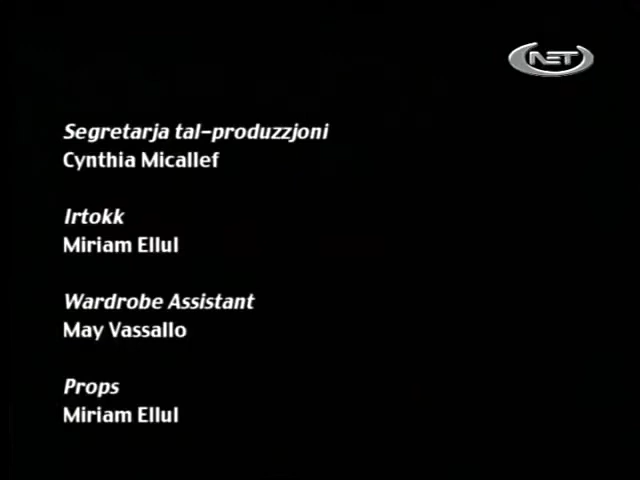 NET
Segretarja tal-produzzjoni
Cynthia Micallef
Irtokk
Miriam Ellul
Wardrobe Assistant
May Vassallo
Props
Miriam Ellul